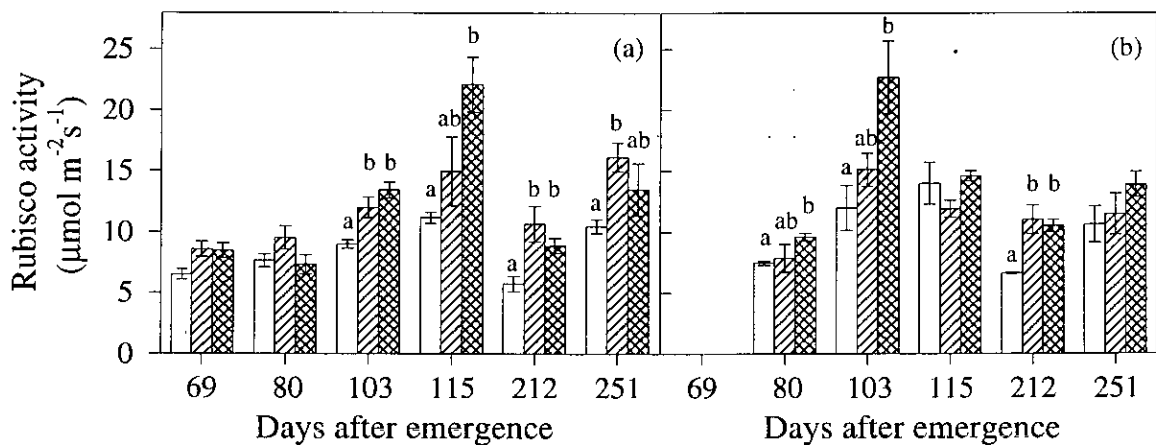 Rubisco activity
(μmol m⁻²s⁻¹)
25
20
15
10
5
0
(a)
a b b
a ab b
a b b
a b ab
69 80 103 115 212 251
Days after emergence
(b)
a ab b
a ab b
a b b
69 80 103 115 212 251
Days after emergence